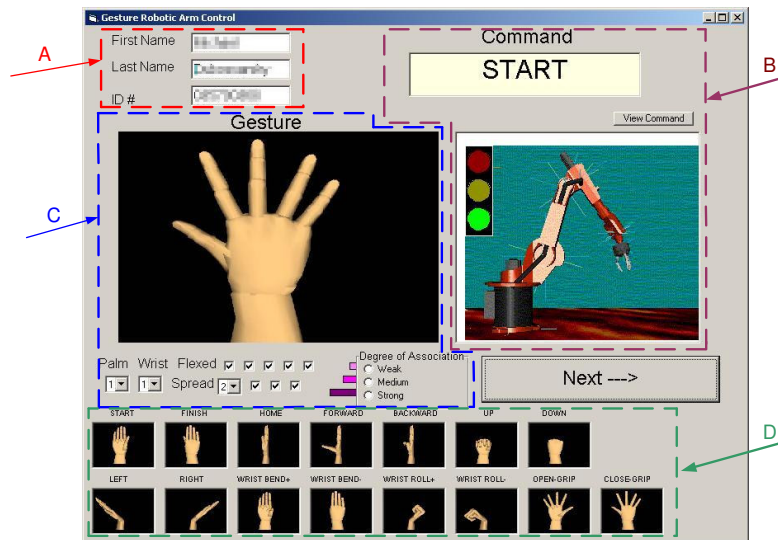 Gesture Robotic Arm Control
First Name
Last Name
ID #
A
Command
START
B
View Command
Gesture
C
Palm Wrist Flexed
1 1 Spread 2
Degree of Association
Weak
Medium
Strong
Next --->
START FINISH HOME FORWARD BACKWARD UP DOWN
D
LEFT RIGHT WRIST BEND+ WRIST BEND- WRIST ROLL+ WRIST ROLL- OPEN-GRIP CLOSE-GRIP